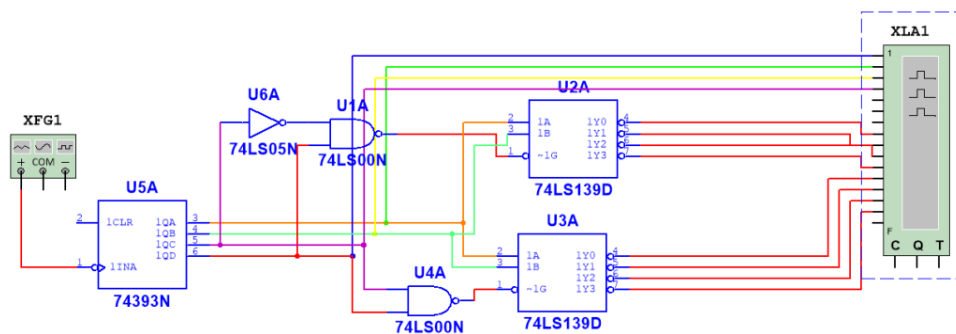 XLA1
1
F
C Q T
XFG1
+ COM −
U6A
74LS05N
U1A
74LS00N
U2A
2 1A 1Y0 4
3 1B 1Y1 5
1Y2 6
1 ~1G 1Y3 7
74LS139D
U5A
2 1CLR 1QA 3
1QB 4
1QC 5
1 1INA 1QD 6
74393N
U4A
74LS00N
U3A
2 1A 1Y0 4
3 1B 1Y1 5
1Y2 6
1 ~1G 1Y3 7
74LS139D